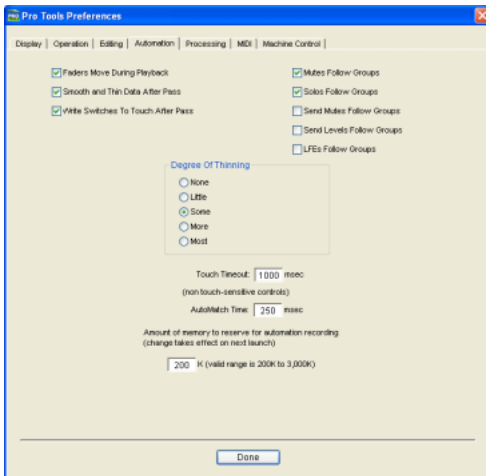 Pro Tools Preferences
Display | Operation | Editing | Automation | Processing | MIDI | Machine Control |
Faders Move During Playback
Smooth and Thin Data After Pass
Write Switches To Touch After Pass
Mutes Follow Groups
Solos Follow Groups
Send Mutes Follow Groups
Send Levels Follow Groups
LFEs Follow Groups
Degree Of Thinning
None
Little
Some
More
Most
Touch Timeout: 1000 msec
(non touch-sensitive controls)
AutoMatch Time: 250 msec
Amount of memory to reserve for automation recording
(change takes effect on next launch)
200 K (valid range is 200K to 3,000K)
Done